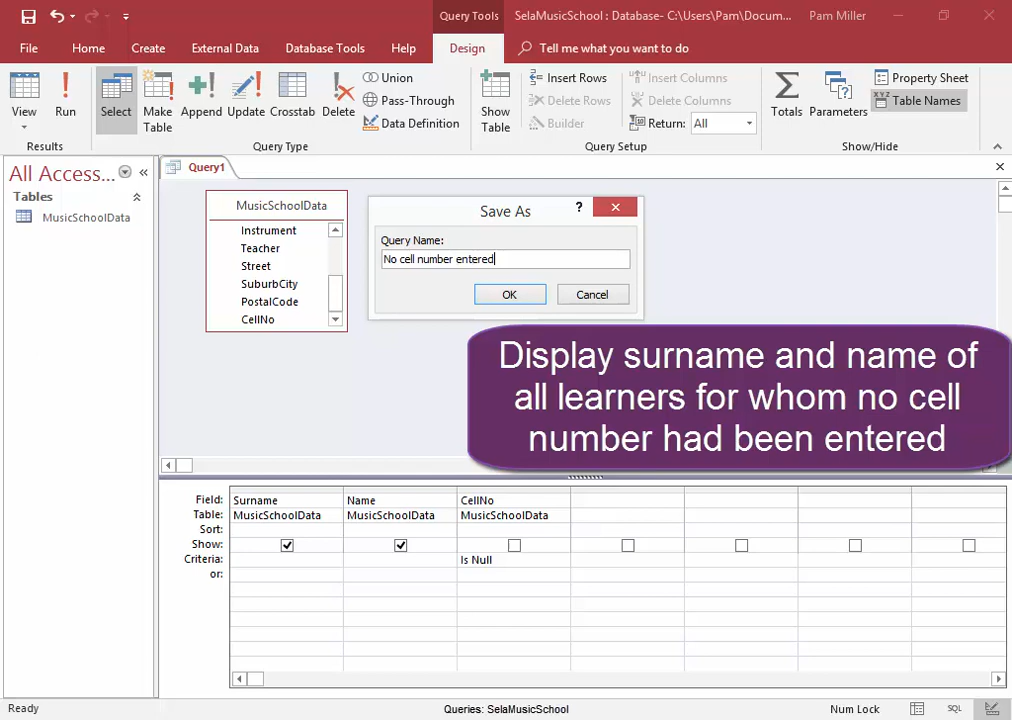 Query Tools
SelaMusicSchool : Database- C:\Users\Pam\Docum...
Pam Miller
File
Home
Create
External Data
Database Tools
Help
Design
Tell me what you want to do
View
Run
Select
Make
Table
Append
Update
Crosstab
Delete
Union
Pass-Through
Data Definition
Show
Table
Insert Rows
Delete Rows
Builder
Insert Columns
Delete Columns
Return: All
Totals
Parameters
Property Sheet
Table Names
Results
Query Type
Query Setup
Show/Hide
All Access...
Tables
MusicSchoolData
Query1
MusicSchoolData
Instrument
Teacher
Street
SuburbCity
PostalCode
CellNo
Save As
?
Query Name:
No cell number entered
OK
Cancel
Display surname and name of
all learners for whom no cell
number had been entered
Field: Surname Name CellNo
Table: MusicSchoolData MusicSchoolData MusicSchoolData
Sort:
Show:
Criteria: Is Null
or:
Ready
Queries: SelaMusicSchool
Num Lock
SQL